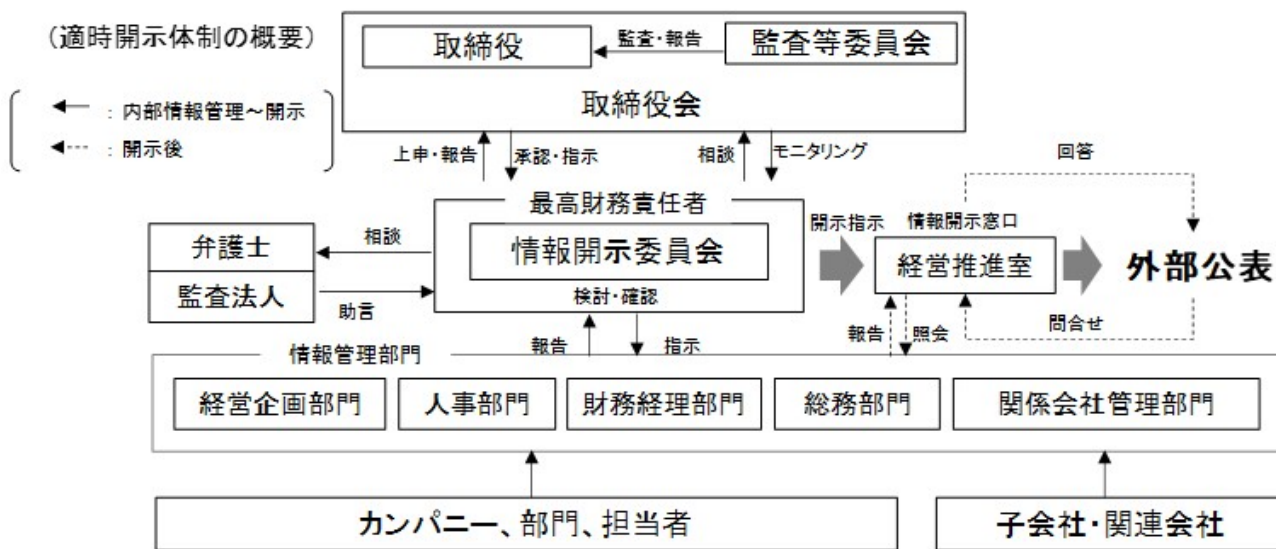 （適時開示体制の概要）
取締役
監査・報告
監査等委員会
取締役会
：内部情報管理～開示
：開示後
上申・報告
承認・指示
相談
モニタリング
回答
最高財務責任者
情報開示委員会
検討・確認
弁護士
監査法人
相談
助言
開示指示
情報開示窓口
経営推進室
外部公表
報告
照会
問合せ
報告
指示
情報管理部門
経営企画部門
人事部門
財務経理部門
総務部門
関係会社管理部門
カンパニー、部門、担当者
子会社・関連会社